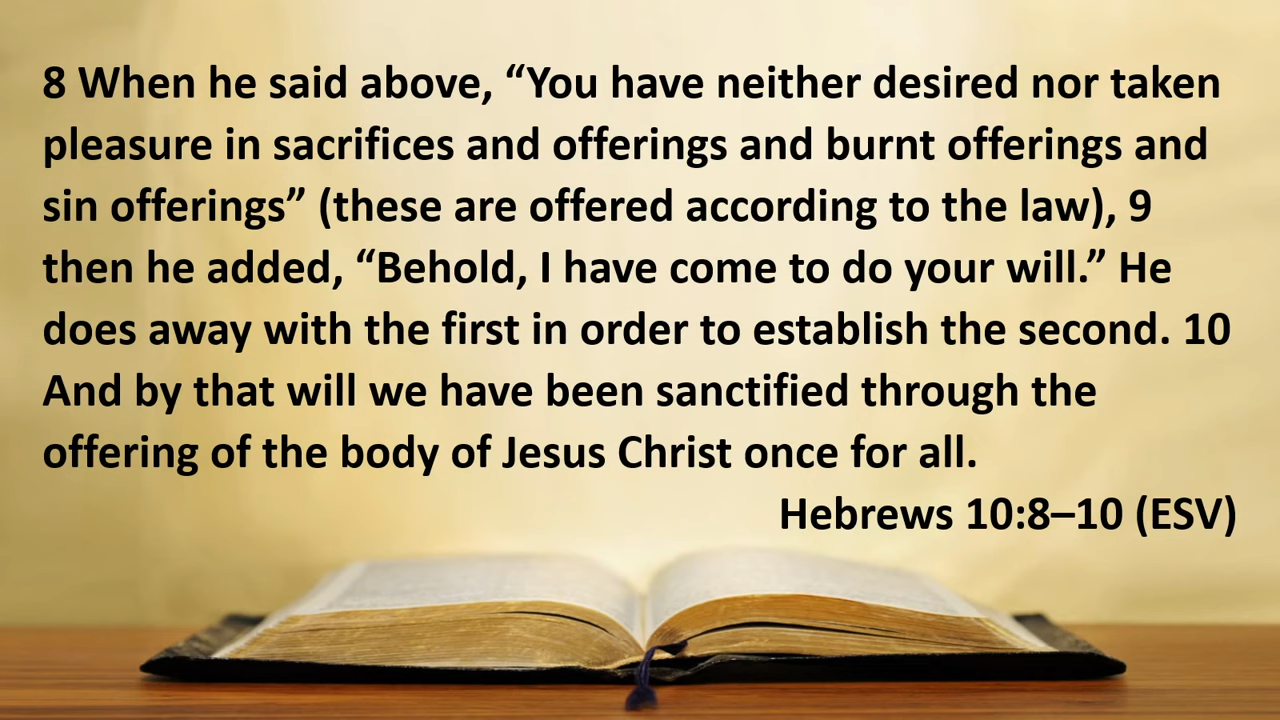 8 When he said above, “You have neither desired nor taken
pleasure in sacrifices and offerings and burnt offerings and
sin offerings” (these are offered according to the law), 9
then he added, “Behold, I have come to do your will.” He
does away with the first in order to establish the second. 10
And by that will we have been sanctified through the
offering of the body of Jesus Christ once for all.
Hebrews 10:8–10 (ESV)